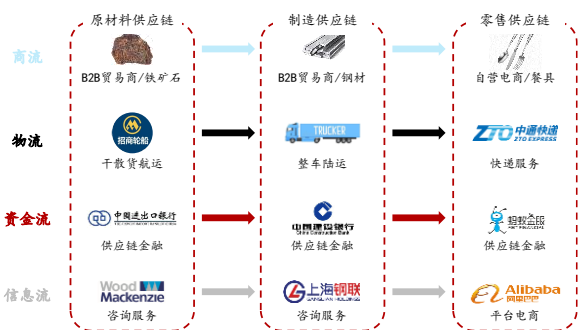 原材料供应链 制造供应链 零售供应链
商流
B2B贸易商/铁矿石 B2B贸易商/钢材 自营电商/餐具
物流
招商轮船 TRUCKER ZTO 中通快递
ZTO EXPRESS
干散货航运 整车陆运 快递服务
资金流
中国进出口银行 中国建设银行 蚂蚁金服
China Construction Bank
ANT FINANCIAL
供应链金融 供应链金融 供应链金融
信息流
Wood
Mackenzie 上海钢联 Alibaba
阿里巴巴
咨询服务 咨询服务 平台电商